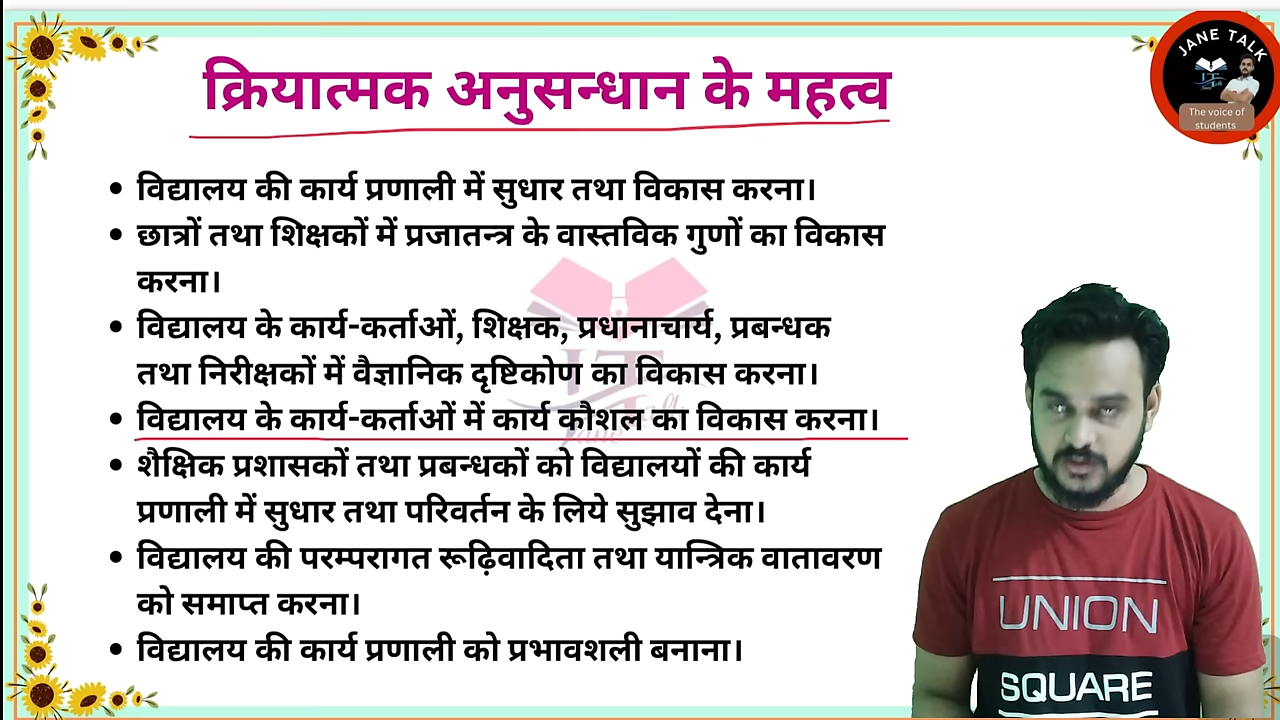 क्रियात्मक अनुसन्धान के महत्व
JANE TALK
The voice of
students
• विद्यालय की कार्य प्रणाली में सुधार तथा विकास करना।
• छात्रों तथा शिक्षकों में प्रजातन्त्र के वास्तविक गुणों का विकास
करना।
• विद्यालय के कार्य-कर्ताओं, शिक्षक, प्रधानाचार्य, प्रबन्धक
तथा निरीक्षकों में वैज्ञानिक दृष्टिकोण का विकास करना।
• विद्यालय के कार्य-कर्ताओं में कार्य कौशल का विकास करना।
• शैक्षिक प्रशासकों तथा प्रबन्धकों को विद्यालयों की कार्य
प्रणाली में सुधार तथा परिवर्तन के लिये सुझाव देना।
• विद्यालय की परम्परागत रूढ़िवादिता तथा यान्त्रिक वातावरण
को समाप्त करना।
• विद्यालय की कार्य प्रणाली को प्रभावशली बनाना।
UNION
SQUARE